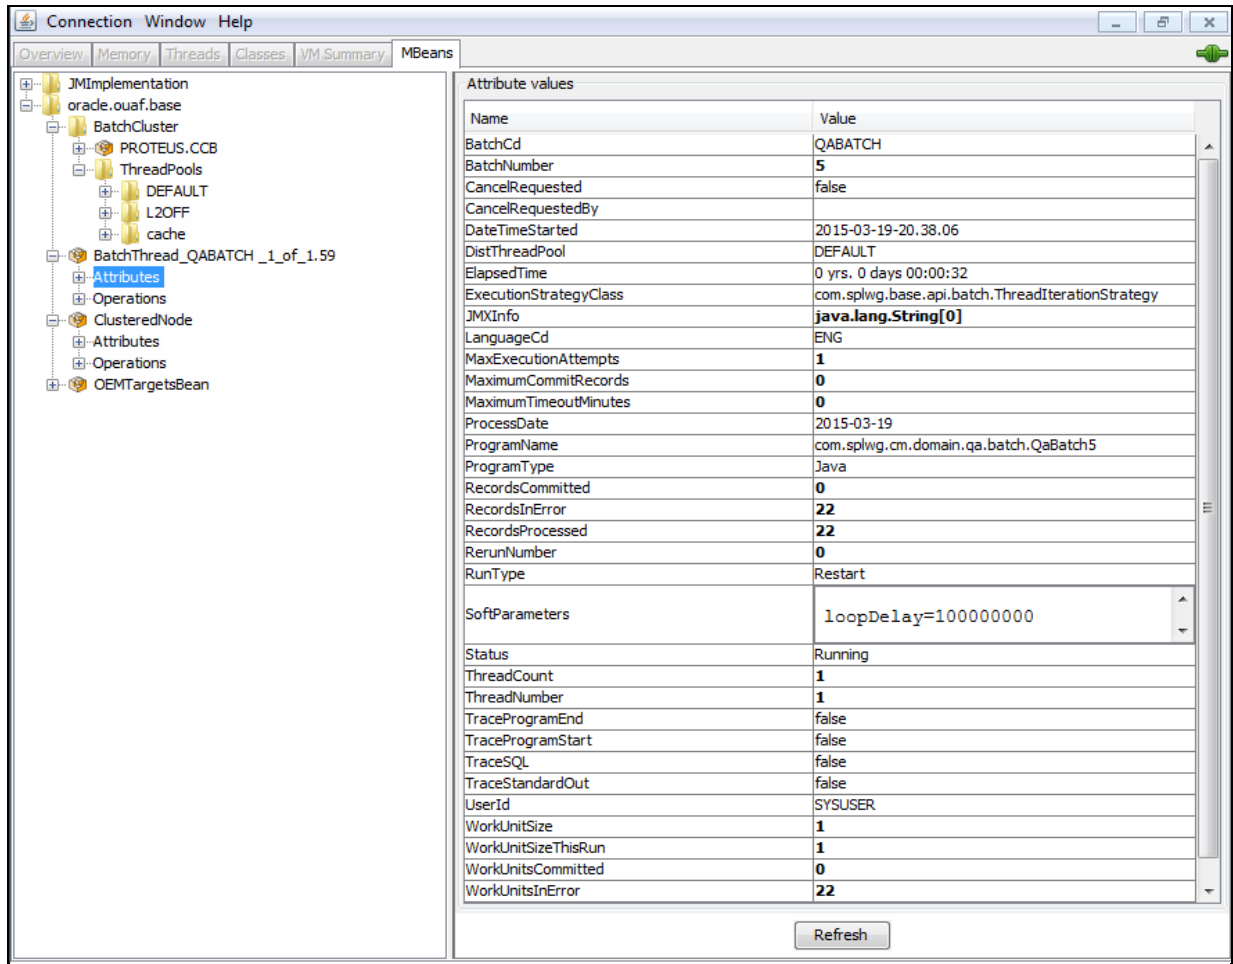 Connection Window Help
Overview Memory Threads Classes VM Summary MBeans
JMImplementation
oracle.ouaf.base
BatchCluster
PROTEUS.CCB
ThreadPools
DEFAULT
L2OFF
cache
BatchThread_QABATCH _1_of_1.59
Attributes
Operations
ClusteredNode
Attributes
Operations
OEMTargetsBean
Attribute values
Name Value
BatchCd QABATCH
BatchNumber 5
CancelRequested false
CancelRequestedBy
DateTimeStarted 2015-03-19-20.38.06
DistThreadPool DEFAULT
ElapsedTime 0 yrs. 0 days 00:00:32
ExecutionStrategyClass com.splwg.base.api.batch.ThreadIterationStrategy
JMXInfo java.lang.String[0]
LanguageCd ENG
MaxExecutionAttempts 1
MaximumCommitRecords 0
MaximumTimeoutMinutes 0
ProcessDate 2015-03-19
ProgramName com.splwg.cm.domain.qa.batch.QaBatch5
ProgramType Java
RecordsCommitted 0
RecordsInError 22
RecordsProcessed 22
RerunNumber 0
RunType Restart
SoftParameters loopDelay=100000000
Status Running
ThreadCount 1
ThreadNumber 1
TraceProgramEnd false
TraceProgramStart false
TraceSQL false
TraceStandardOut false
UserId SYSUSER
WorkUnitSize 1
WorkUnitSizeThisRun 1
WorkUnitsCommitted 0
WorkUnitsInError 22
Refresh